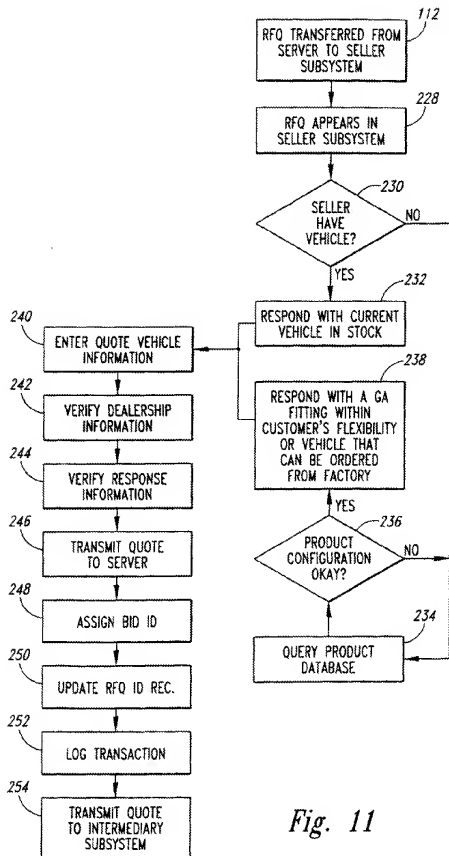 112
RFQ TRANSFERRED FROM
SERVER TO SELLER
SUBSYSTEM
228
RFQ APPEARS IN
SELLER SUBSYSTEM
230
SELLER
HAVE
VEHICLE?
NO
YES
232
RESPOND WITH CURRENT
VEHICLE IN STOCK
238
RESPOND WITH A GA
FITTING WITHIN
CUSTOMER'S FLEXIBILITY
OR VEHICLE THAT
CAN BE ORDERED
FROM FACTORY
YES
236
PRODUCT
CONFIGURATION
OKAY?
NO
234
QUERY PRODUCT
DATABASE
240
ENTER QUOTE VEHICLE
INFORMATION
242
VERIFY DEALERSHIP
INFORMATION
244
VERIFY RESPONSE
INFORMATION
246
TRANSMIT QUOTE
TO SERVER
248
ASSIGN BID ID
250
UPDATE RFQ ID REC.
252
LOG TRANSACTION
254
TRANSMIT QUOTE
TO INTERMEDIARY
SUBSYSTEM
Fig. 11